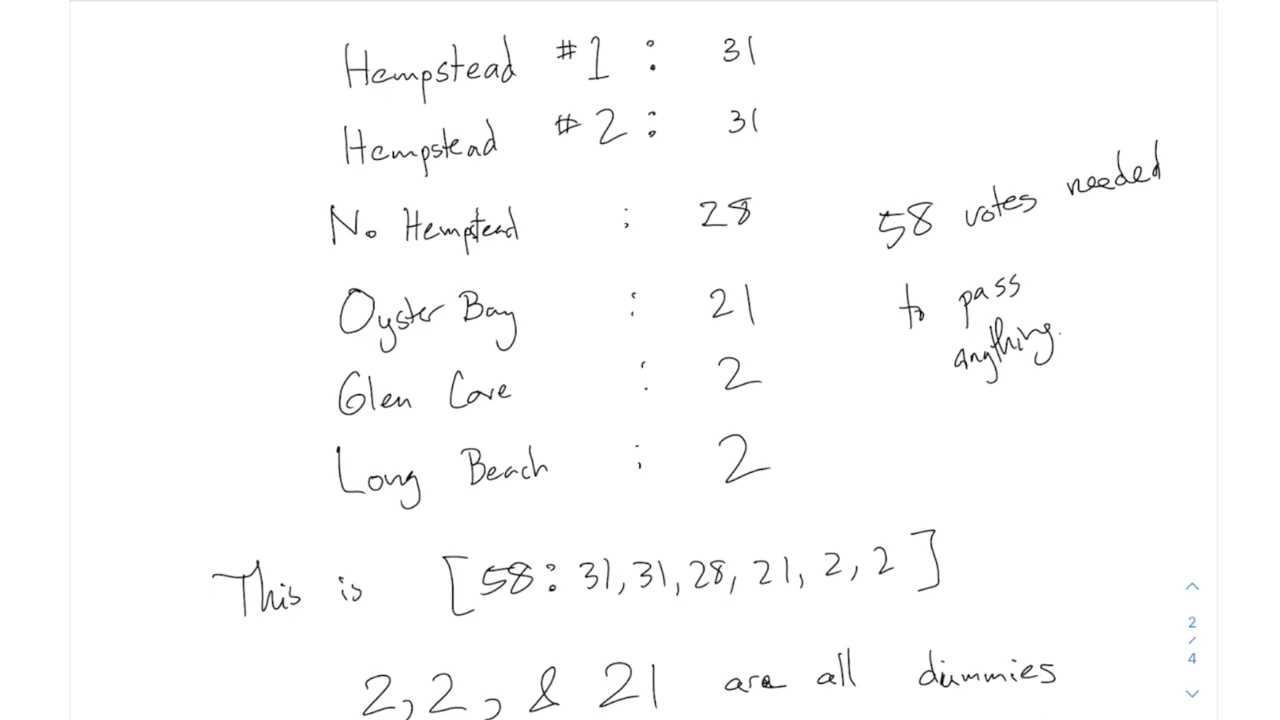 Hempstead #1 : 31
Hempstead #2 : 31
No. Hempstead : 28
Oyster Bay : 21
Glen Cove : 2
Long Beach : 2
58 votes needed
to pass
anything.
This is [58: 31, 31, 28, 21, 2, 2]
2, 2, & 21 are all dummies
2
/
4